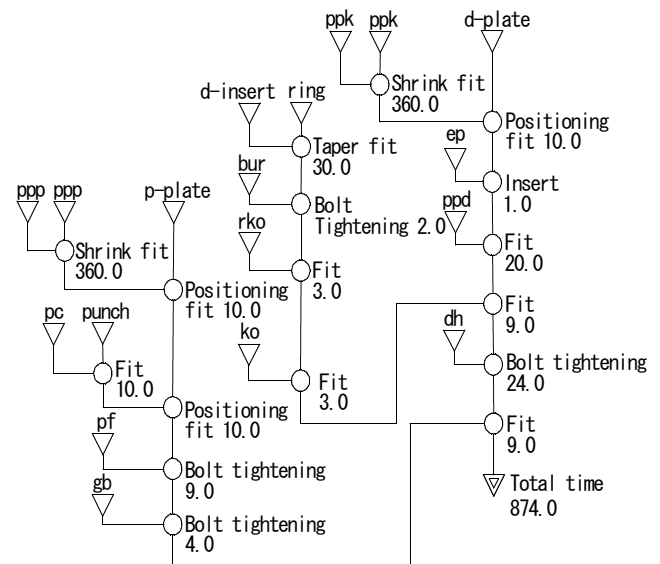 ppk ppk d-plate
Shrink fit
360.0
d-insert ring
Positioning
fit 10.0
Taper fit
30.0
ep
Insert
1.0
bur
Bolt
Tightening 2.0
ppp ppp p-plate
ppd
Fit
20.0
rko
Fit
3.0
Shrink fit
360.0
Positioning
fit 10.0
Fit
9.0
pc punch
ko
dh
Fit
10.0
Fit
3.0
Bolt tightening
24.0
Positioning
fit 10.0
Fit
9.0
pf
Bolt tightening
9.0
Total time
874.0
gb
Bolt tightening
4.0